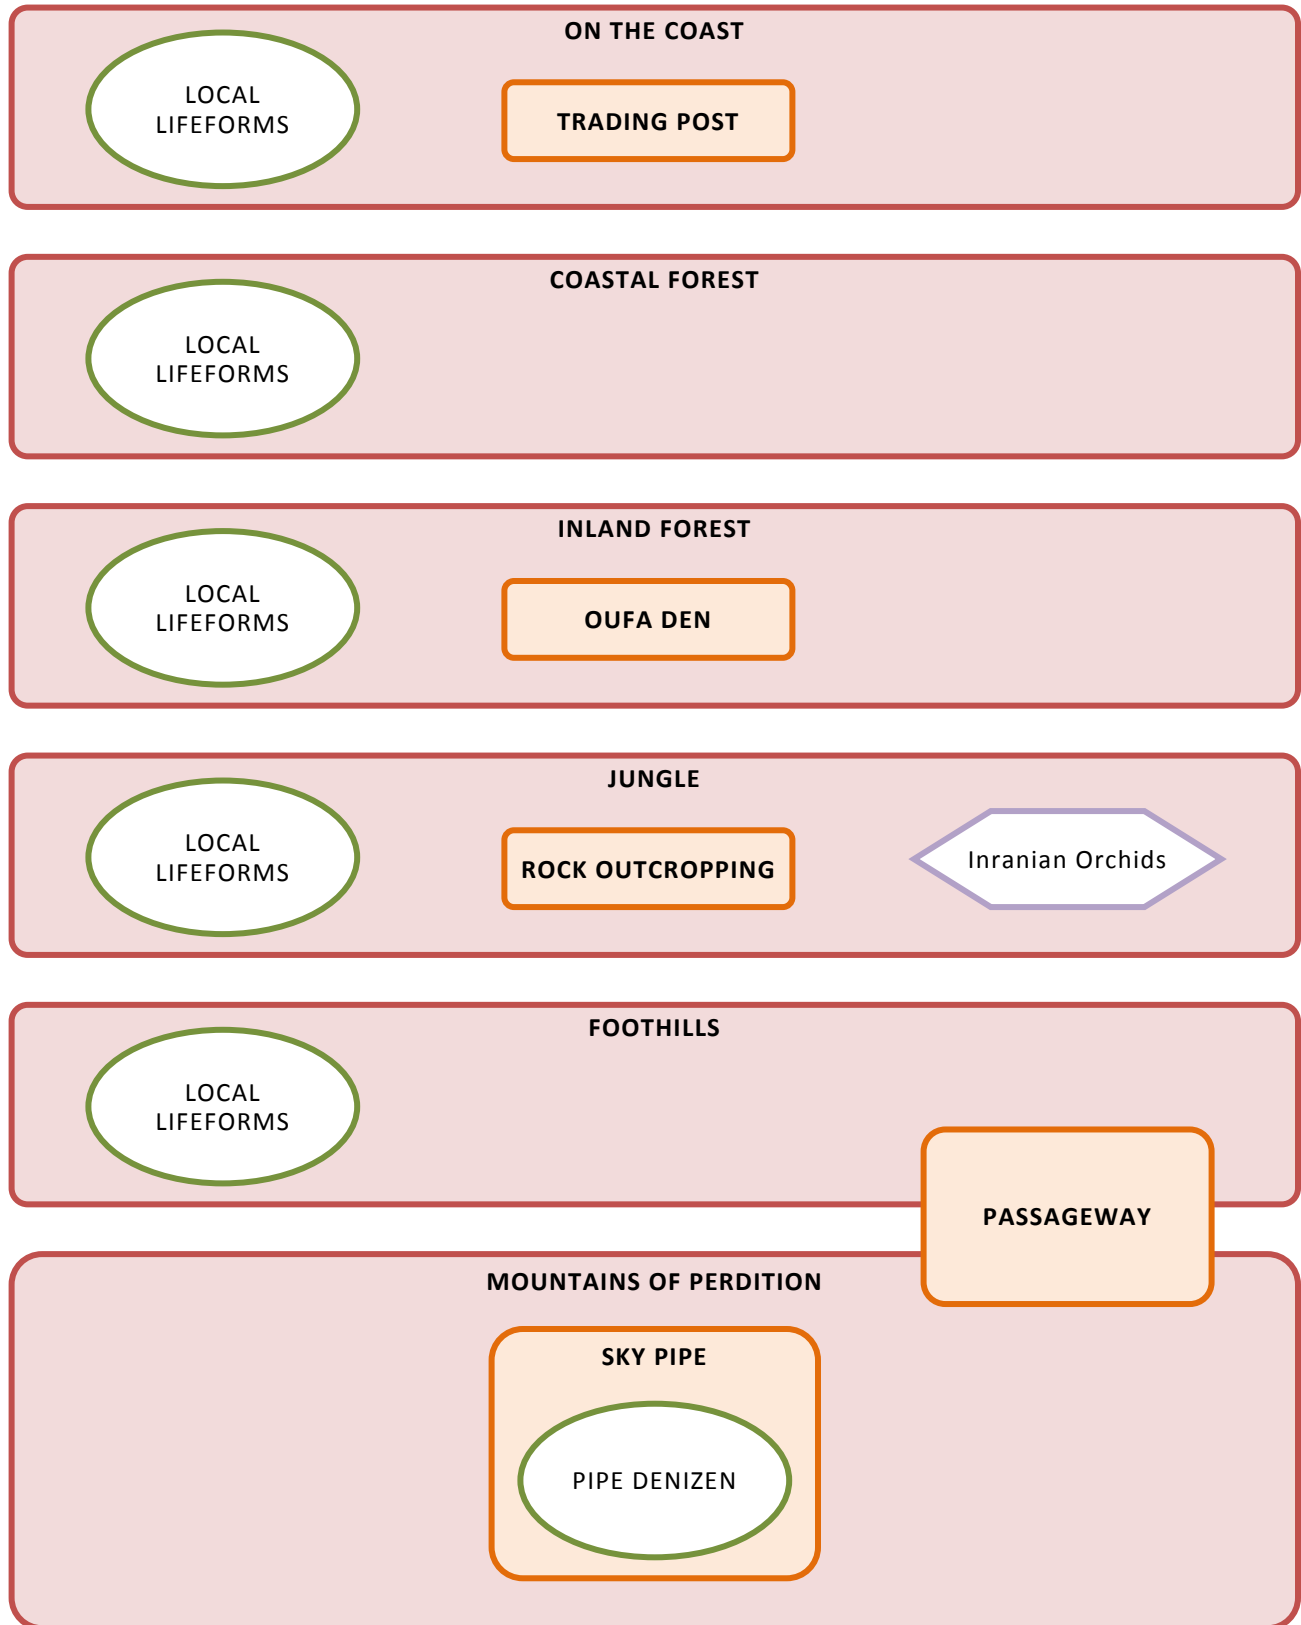 ON THE COAST
LOCAL
LIFEFORMS
TRADING POST
COASTAL FOREST
LOCAL
LIFEFORMS
INLAND FOREST
LOCAL
LIFEFORMS
OUFA DEN
JUNGLE
LOCAL
LIFEFORMS
ROCK OUTCROPPING
Inranian Orchids
FOOTHILLS
LOCAL
LIFEFORMS
PASSAGEWAY
MOUNTAINS OF PERDITION
SKY PIPE
PIPE DENIZEN